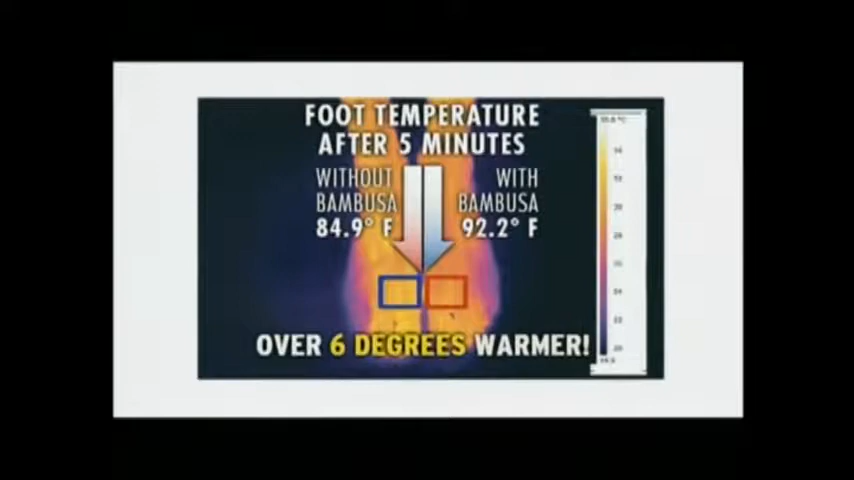 FOOT TEMPERATURE
AFTER 5 MINUTES
WITHOUT
BAMBUSA
84.9° F
WITH
BAMBUSA
92.2° F
OVER 6 DEGREES WARMER!